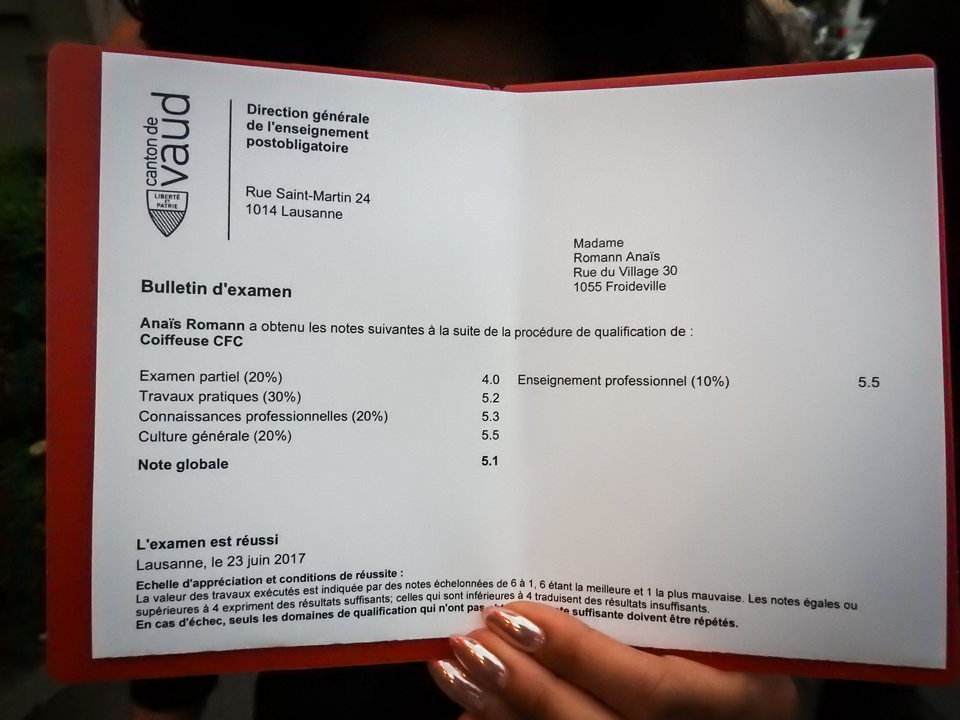 canton de
vaud
LIBERTÉ
ET
PATRIE
Direction générale
de l'enseignement
postobligatoire
Rue Saint-Martin 24
1014 Lausanne
Madame
Romann Anaïs
Rue du Village 30
1055 Froideville
Bulletin d'examen
Anaïs Romann a obtenu les notes suivantes à la suite de la procédure de qualification de :
Coiffeuse CFC
Examen partiel (20%) 4.0 Enseignement professionnel (10%) 5.5
Travaux pratiques (30%) 5.2
Connaissances professionnelles (20%) 5.3
Culture générale (20%) 5.5
Note globale 5.1
L'examen est réussi
Lausanne, le 23 juin 2017
Echelle d'appréciation et conditions de réussite :
La valeur des travaux exécutés est indiquée par des notes échelonnées de 6 à 1, 6 étant la meilleure et 1 la plus mauvaise. Les notes égales ou
supérieures à 4 expriment des résultats suffisants; celles qui sont inférieures à 4 traduisent des résultats insuffisants.
En cas d'échec, seuls les domaines de qualification qui n'ont pas suffisante doivent être répétés.